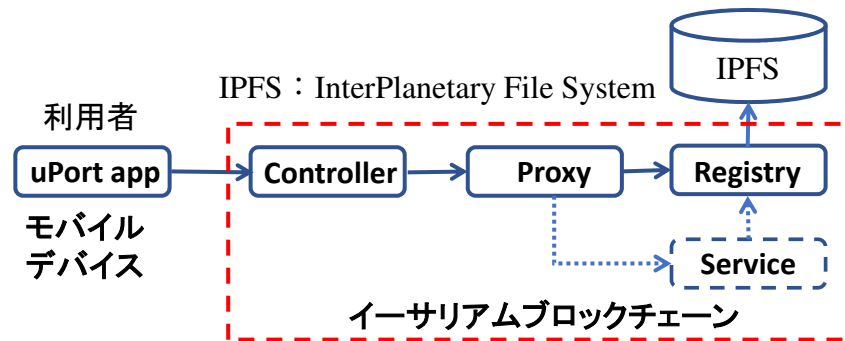 IPFS
IPFS：InterPlanetary File System
利用者
uPort app
Controller
Proxy
Registry
モバイル
デバイス
Service
イーサリアムブロックチェーン